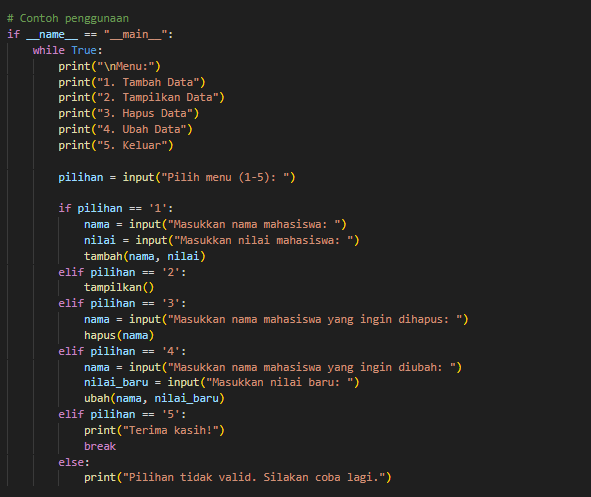 # Contoh penggunaan
if __name__ == "__main__":
    while True:
        print("\nMenu:")
        print("1. Tambah Data")
        print("2. Tampilkan Data")
        print("3. Hapus Data")
        print("4. Ubah Data")
        print("5. Keluar")

        pilihan = input("Pilih menu (1-5): ")

        if pilihan == '1':
            nama = input("Masukkan nama mahasiswa: ")
            nilai = input("Masukkan nilai mahasiswa: ")
            tambah(nama, nilai)
        elif pilihan == '2':
            tampilkan()
        elif pilihan == '3':
            nama = input("Masukkan nama mahasiswa yang ingin dihapus: ")
            hapus(nama)
        elif pilihan == '4':
            nama = input("Masukkan nama mahasiswa yang ingin diubah: ")
            nilai_baru = input("Masukkan nilai baru: ")
            ubah(nama, nilai_baru)
        elif pilihan == '5':
            print("Terima kasih!")
            break
        else:
            print("Pilihan tidak valid. Silakan coba lagi.")